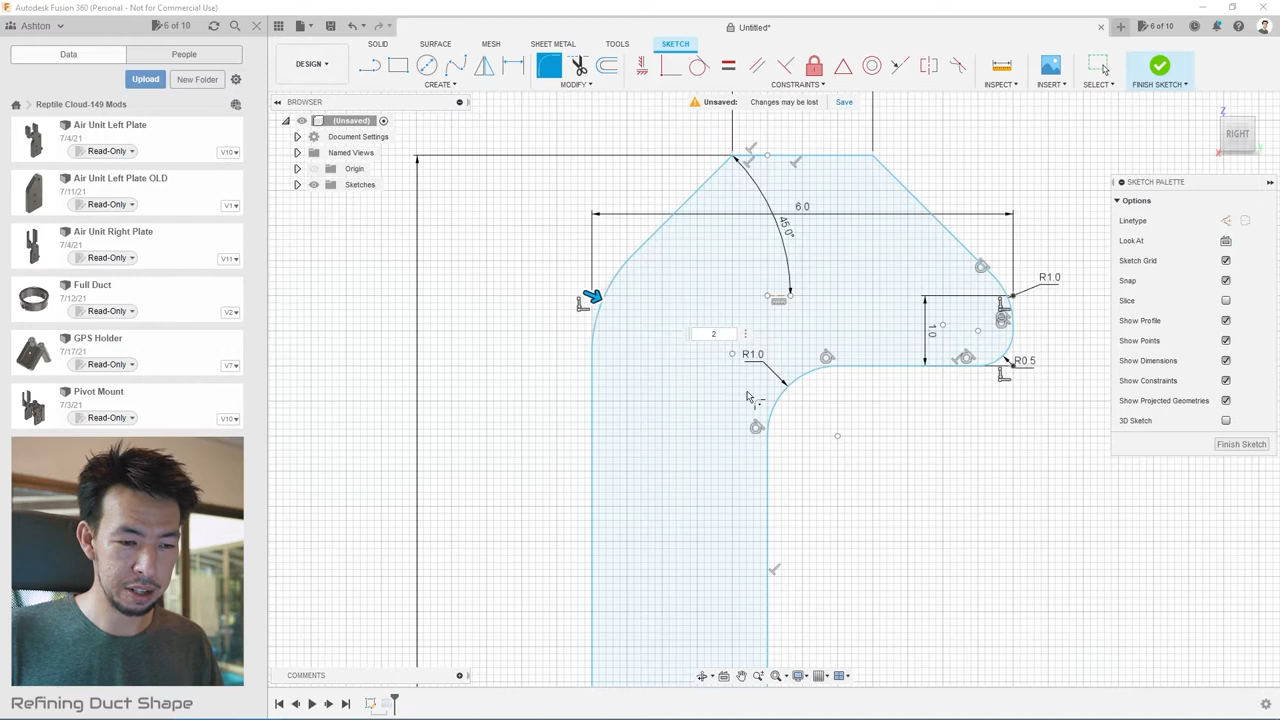 Autodesk Fusion 360 (Personal - Not for Commercial Use)
Ashton
6 of 10
Untitled*
6 of 10
Data
People
Upload
New Folder
Reptile Cloud-149 Mods
Air Unit Left Plate
7/4/21
Read-Only
V10
Air Unit Left Plate OLD
7/11/21
Read-Only
V1
Air Unit Right Plate
7/4/21
Read-Only
V11
Full Duct
7/12/21
Read-Only
V2
GPS Holder
7/17/21
Read-Only
V1
Pivot Mount
7/3/21
Read-Only
V10
SOLID
SURFACE
MESH
SHEET METAL
TOOLS
SKETCH
DESIGN
CREATE
MODIFY
CONSTRAINTS
INSPECT
INSERT
SELECT
FINISH SKETCH
BROWSER
Unsaved:
Changes may be lost
Save
(Unsaved)
Document Settings
Named Views
Origin
Sketches
Z
RIGHT
X
Y
6.0
45.0°
R1.0
1.0
2
R1.0
R0.5
SKETCH PALETTE
Options
Linetype
Look At
Sketch Grid
Snap
Slice
Show Profile
Show Points
Show Dimensions
Show Constraints
Show Projected Geometries
3D Sketch
Finish Sketch
COMMENTS
Refining Duct Shape